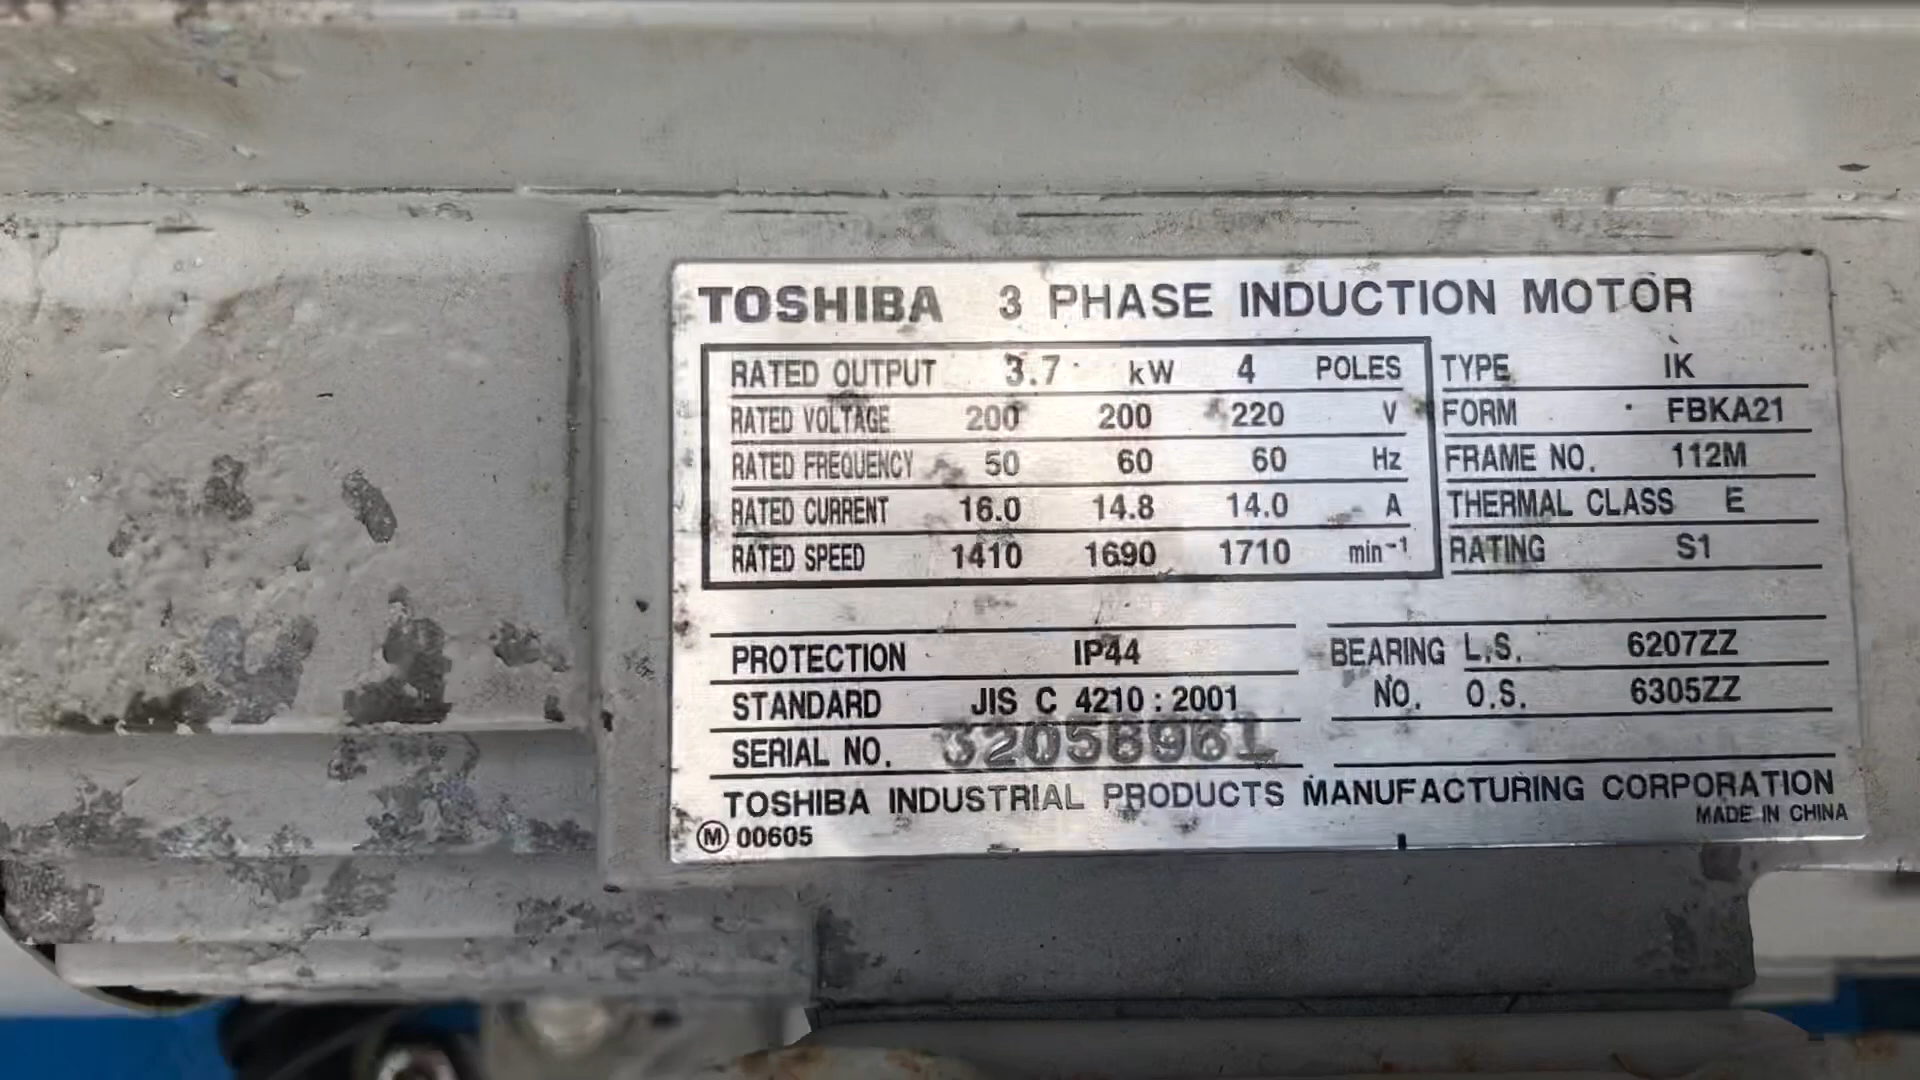 TOSHIBA 3 PHASE INDUCTION MOTOR
RATED OUTPUT 3.7 kW 4 POLES
RATED VOLTAGE 200 200 220 V
RATED FREQUENCY 50 60 60 Hz
RATED CURRENT 16.0 14.8 14.0 A
RATED SPEED 1410 1690 1710 min⁻¹
TYPE IK
FORM FBKA21
FRAME NO. 112M
THERMAL CLASS E
RATING S1
PROTECTION IP44
STANDARD JIS C 4210 : 2001
SERIAL NO.
BEARING L.S. 6207ZZ
NO. O.S. 6305ZZ
TOSHIBA INDUSTRIAL PRODUCTS MANUFACTURING CORPORATION
MADE IN CHINA
Ⓜ 00605